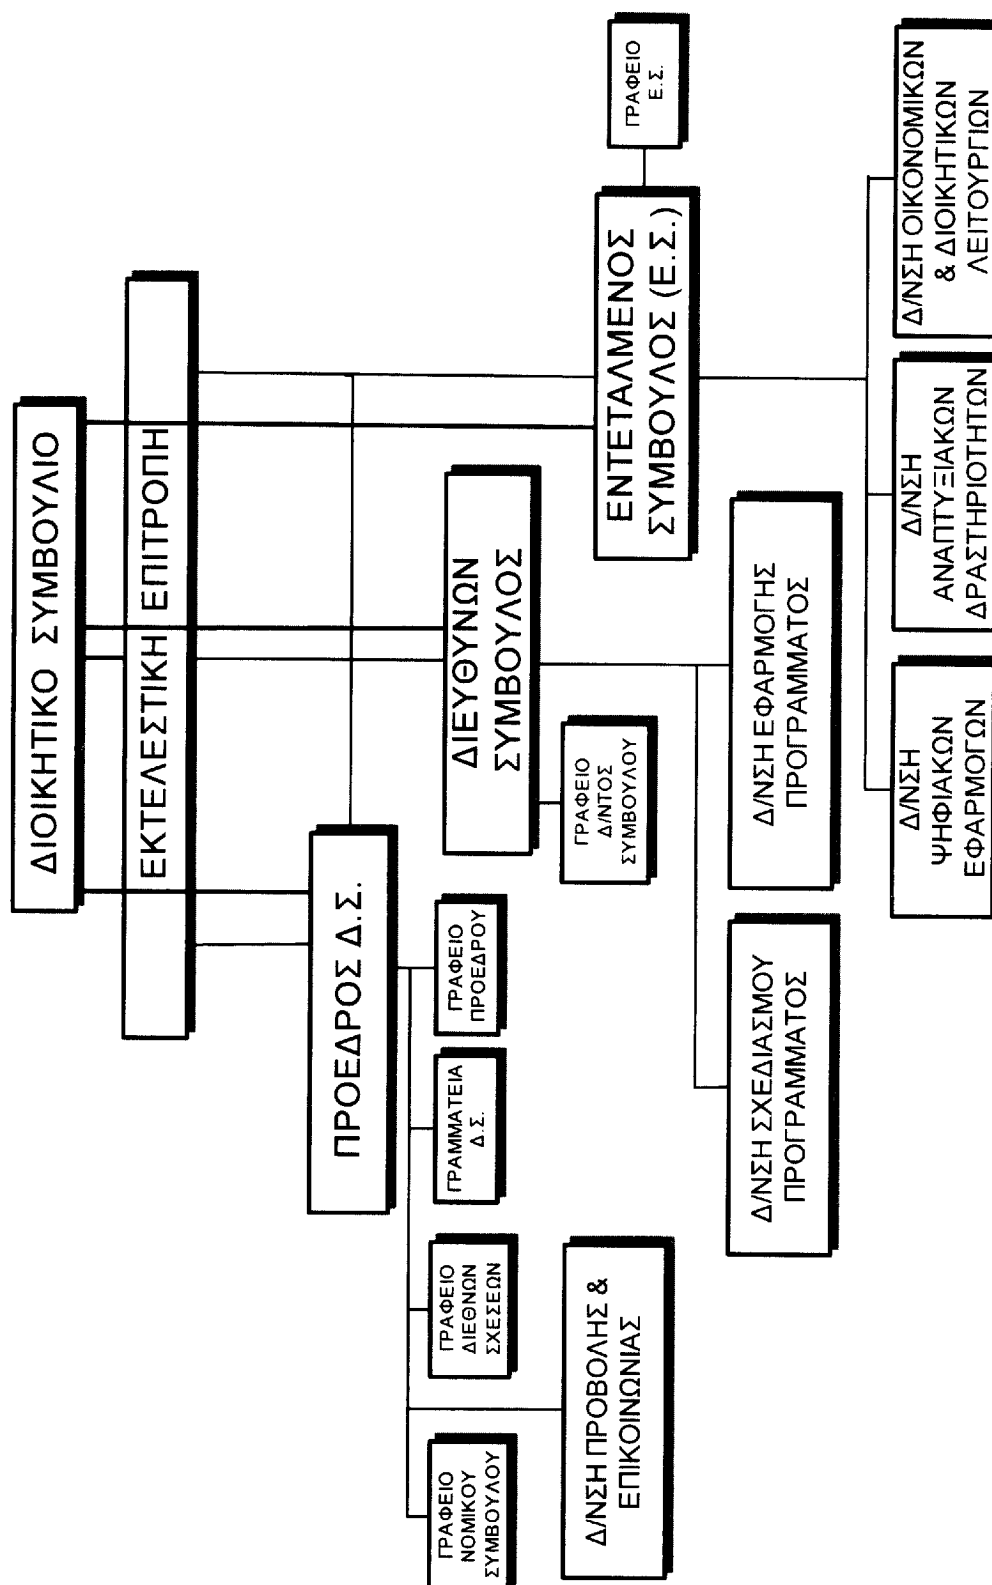 ΔΙΟΙΚΗΤΙΚΟ ΣΥΜΒΟΥΛΙΟ
ΕΚΤΕΛΕΣΤΙΚΗ ΕΠΙΤΡΟΠΗ
ΠΡΟΕΔΡΟΣ Δ.Σ.
ΓΡΑΦΕΙΟ
ΝΟΜΙΚΟΥ
ΣΥΜΒΟΥΛΟΥ
ΓΡΑΦΕΙΟ
ΔΙΕΘΝΩΝ
ΣΧΕΣΕΩΝ
ΓΡΑΜΜΑΤΕΙΑ
Δ.Σ.
ΓΡΑΦΕΙΟ
ΠΡΟΕΔΡΟΥ
Δ/ΝΣΗ ΠΡΟΒΟΛΗΣ &
ΕΠΙΚΟΙΝΩΝΙΑΣ
ΔΙΕΥΘΥΝΩΝ
ΣΥΜΒΟΥΛΟΣ
ΓΡΑΦΕΙΟ
Δ/ΝΤΟΣ
ΣΥΜΒΟΥΛΟΥ
Δ/ΝΣΗ ΣΧΕΔΙΑΣΜΟΥ
ΠΡΟΓΡΑΜΜΑΤΟΣ
Δ/ΝΣΗ ΕΦΑΡΜΟΓΗΣ
ΠΡΟΓΡΑΜΜΑΤΟΣ
ΕΝΤΕΤΑΛΜΕΝΟΣ
ΣΥΜΒΟΥΛΟΣ (Ε.Σ.)
ΓΡΑΦΕΙΟ
Ε.Σ.
Δ/ΝΣΗ
ΨΗΦΙΑΚΩΝ
ΕΦΑΡΜΟΓΩΝ
Δ/ΝΣΗ
ΑΝΑΠΤΥΞΙΑΚΩΝ
ΔΡΑΣΤΗΡΙΟΤΗΤΩΝ
Δ/ΝΣΗ ΟΙΚΟΝΟΜΙΚΩΝ
& ΔΙΟΙΚΗΤΙΚΩΝ
ΛΕΙΤΟΥΡΓΙΩΝ